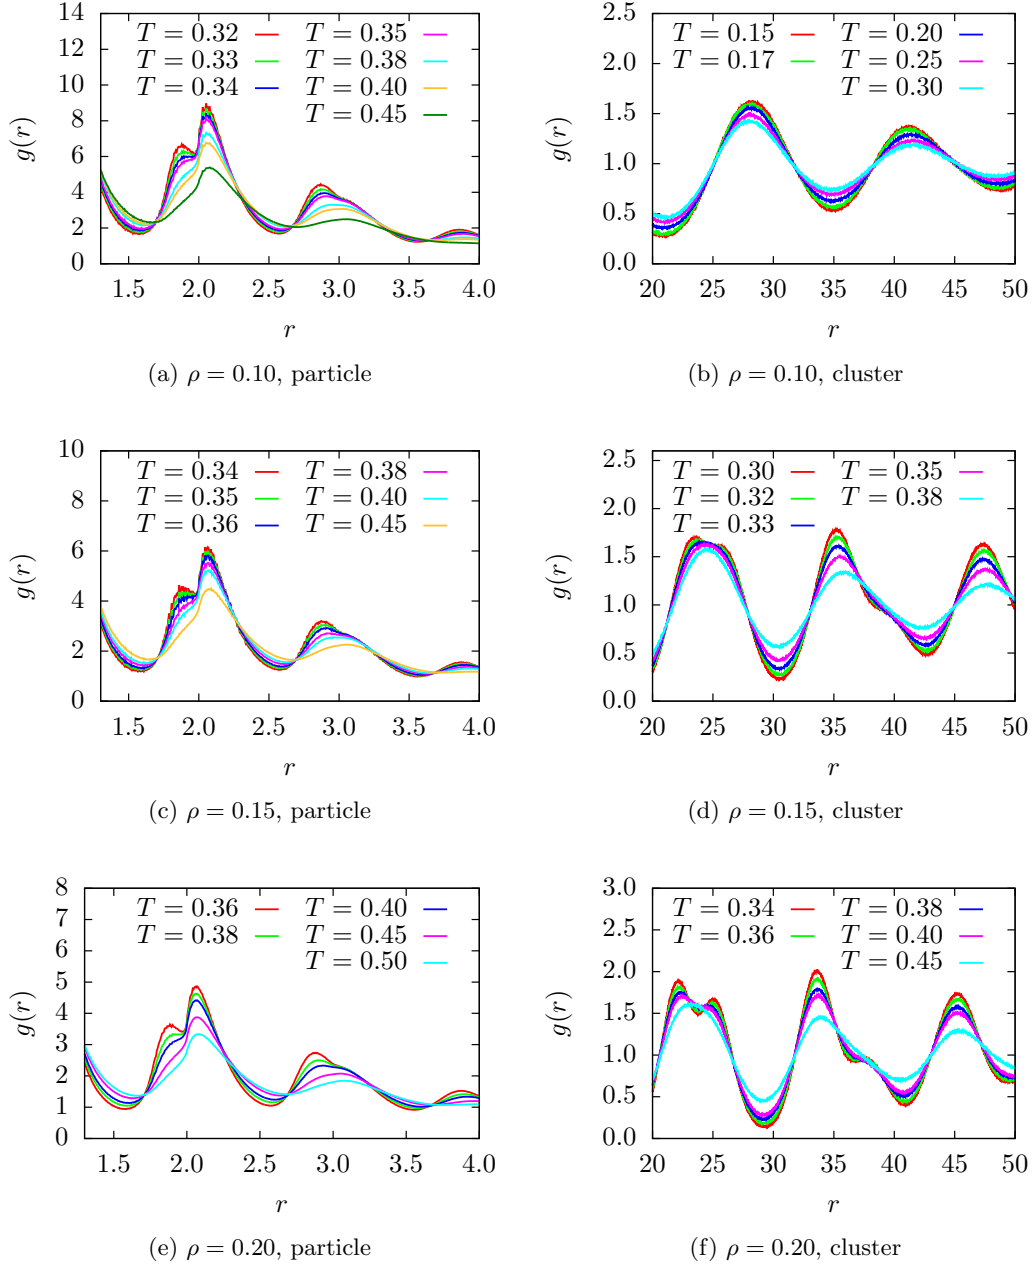 14
12
10
8
6
4
2
0
g(r)
T = 0.32
T = 0.33
T = 0.34
T = 0.35
T = 0.38
T = 0.40
T = 0.45
1.5 2.0 2.5 3.0 3.5 4.0
r
(a) ρ = 0.10, particle
2.5
2.0
1.5
1.0
0.5
0.0
g(r)
T = 0.15
T = 0.17
T = 0.20
T = 0.25
T = 0.30
20 25 30 35 40 45 50
r
(b) ρ = 0.10, cluster
10
8
6
4
2
0
g(r)
T = 0.34
T = 0.35
T = 0.36
T = 0.38
T = 0.40
T = 0.45
1.5 2.0 2.5 3.0 3.5 4.0
r
(c) ρ = 0.15, particle
2.5
2.0
1.5
1.0
0.5
0.0
g(r)
T = 0.30
T = 0.32
T = 0.33
T = 0.35
T = 0.38
20 25 30 35 40 45 50
r
(d) ρ = 0.15, cluster
8
7
6
5
4
3
2
1
0
g(r)
T = 0.36
T = 0.38
T = 0.40
T = 0.45
T = 0.50
1.5 2.0 2.5 3.0 3.5 4.0
r
(e) ρ = 0.20, particle
3.0
2.5
2.0
1.5
1.0
0.5
0.0
g(r)
T = 0.34
T = 0.36
T = 0.38
T = 0.40
T = 0.45
20 25 30 35 40 45 50
r
(f) ρ = 0.20, cluster